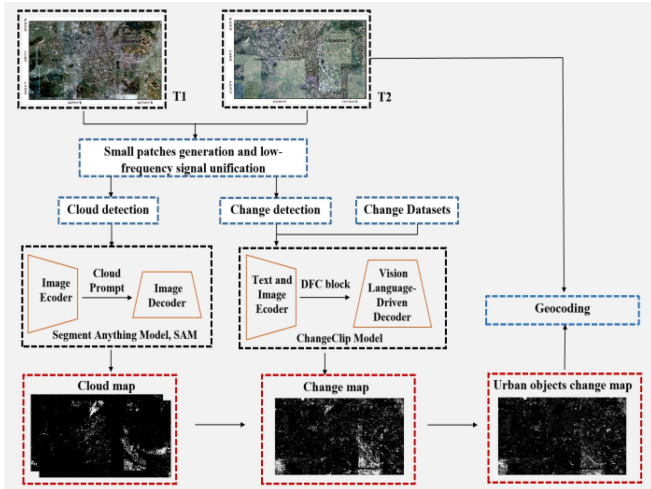 T1
T2
Small patches generation and low-
frequency signal unification
Cloud detection
Change detection
Change Datasets
Image
Ecoder
Cloud
Prompt
Image
Decoder
Segment Anything Model, SAM
Text and
Image
Ecoder
DFC block
Vision
Language-
Driven
Decoder
ChangeClip Model
Geocoding
Cloud map
Change map
Urban objects change map